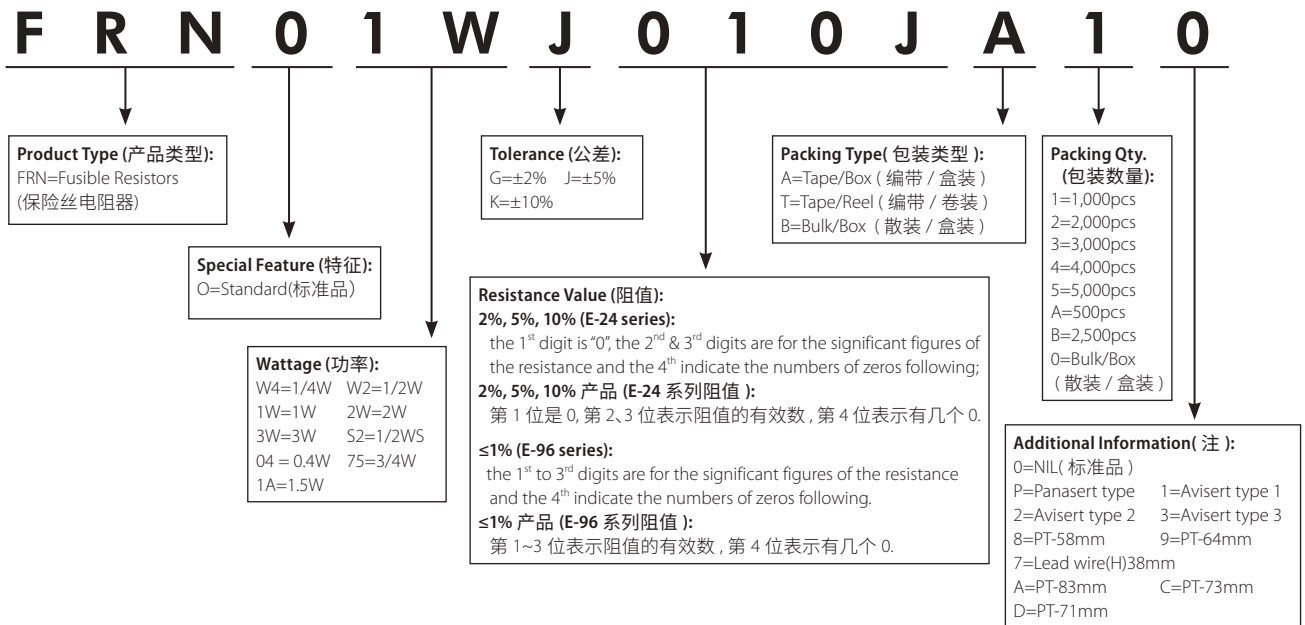 F R N 0 1 W J 0 1 0 J A 1 0
Product Type (产品类型):
FRN=Fusible Resistors
(保险丝电阻器)
Special Feature (特征):
O=Standard(标准品)
Wattage (功率):
W4=1/4W W2=1/2W
1W=1W 2W=2W
3W=3W S2=1/2WS
04 = 0.4W 75=3/4W
1A=1.5W
Tolerance (公差):
G=±2% J=±5%
K=±10%
Resistance Value (阻值):
2%, 5%, 10% (E-24 series):
the 1st digit is "0", the 2nd & 3rd digits are for the significant figures of
the resistance and the 4th indicate the numbers of zeros following;
2%, 5%, 10% 产品 (E-24 系列阻值 ):
第 1 位是 0, 第 2、3 位表示阻值的有效数 , 第 4 位表示有几个 0.
≤1% (E-96 series):
the 1st to 3rd digits are for the significant figures of the resistance
and the 4th indicate the numbers of zeros following.
≤1% 产品 (E-96 系列阻值 ):
第 1~3 位表示阻值的有效数 , 第 4 位表示有几个 0.
Packing Type( 包装类型 ):
A=Tape/Box ( 编带 / 盒装 )
T=Tape/Reel ( 编带 / 卷装 )
B=Bulk/Box ( 散装 / 盒装 )
Packing Qty.
(包装数量):
1=1,000pcs
2=2,000pcs
3=3,000pcs
4=4,000pcs
5=5,000pcs
A=500pcs
B=2,500pcs
0=Bulk/Box
( 散装 / 盒装 )
Additional Information( 注 ):
0=NIL( 标准品 )
P=Panasert type 1=Avisert type 1
2=Avisert type 2 3=Avisert type 3
8=PT-58mm 9=PT-64mm
7=Lead wire(H)38mm
A=PT-83mm C=PT-73mm
D=PT-71mm